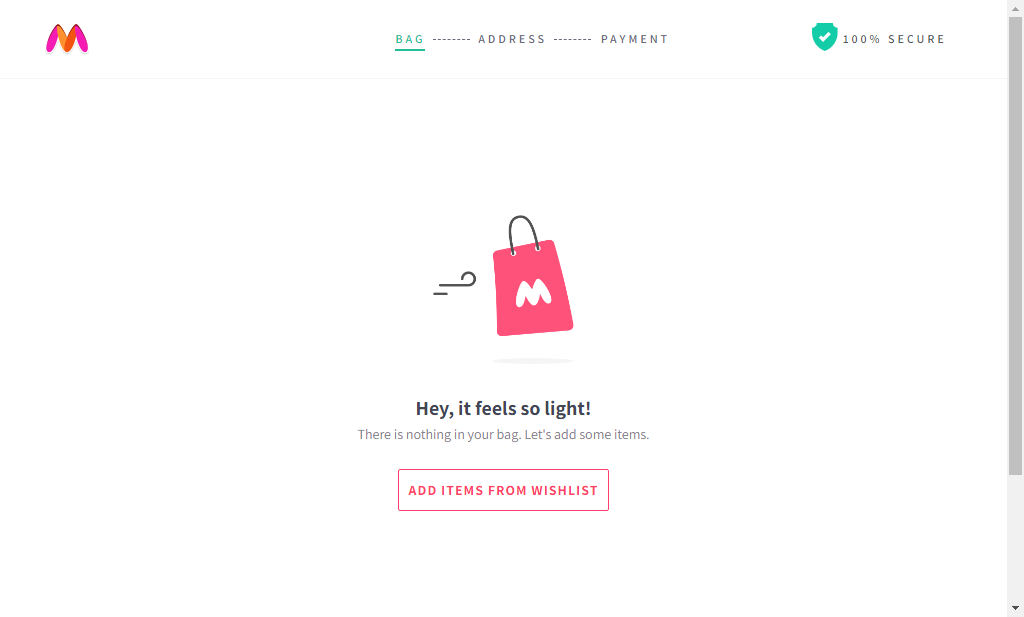 BAG -------- ADDRESS -------- PAYMENT
100% SECURE
Hey, it feels so light!
There is nothing in your bag. Let's add some items.
ADD ITEMS FROM WISHLIST